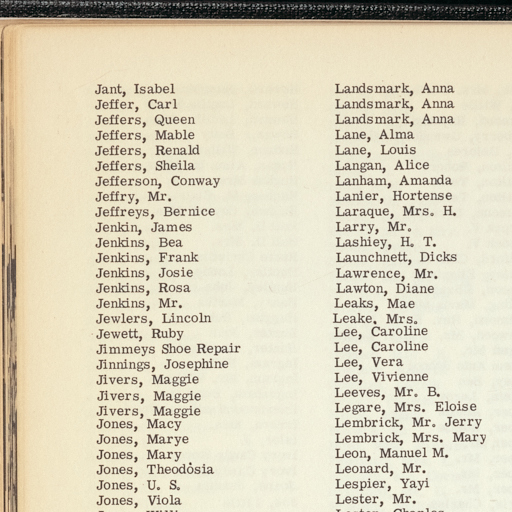 Jant, Isabel
Jeffer, Carl
Jeffers, Queen
Jeffers, Mable
Jeffers, Renald
Jeffers, Sheila
Jefferson, Conway
Jeffry, Mr.
Jeffreys, Bernice
Jenkin, James
Jenkins, Bea
Jenkins, Frank
Jenkins, Josie
Jenkins, Rosa
Jenkins, Mr.
Jewlers, Lincoln
Jewett, Ruby
Jimmeys Shoe Repair
Jinnings, Josephine
Jivers, Maggie
Jivers, Maggie
Jivers, Maggie
Jones, Macy
Jones, Marye
Jones, Mary
Jones, Theodosia
Jones, U. S.
Jones, Viola
Landsmark, Anna
Landsmark, Anna
Landsmark, Anna
Lane, Alma
Lane, Louis
Langan, Alice
Lanham, Amanda
Lanier, Hortense
Laraque, Mrs. H.
Larry, Mr.
Lashiey, H. T.
Launchnett, Dicks
Lawrence, Mr.
Lawton, Diane
Leaks, Mae
Leake, Mrs.
Lee, Caroline
Lee, Caroline
Lee, Vera
Lee, Vivienne
Leeves, Mr. B.
Legare, Mrs. Eloise
Lembrick, Mr. Jerry
Lembrick, Mrs. Mary
Leon, Manuel M.
Leonard, Mr.
Lespier, Yayi
Lester, Mr.